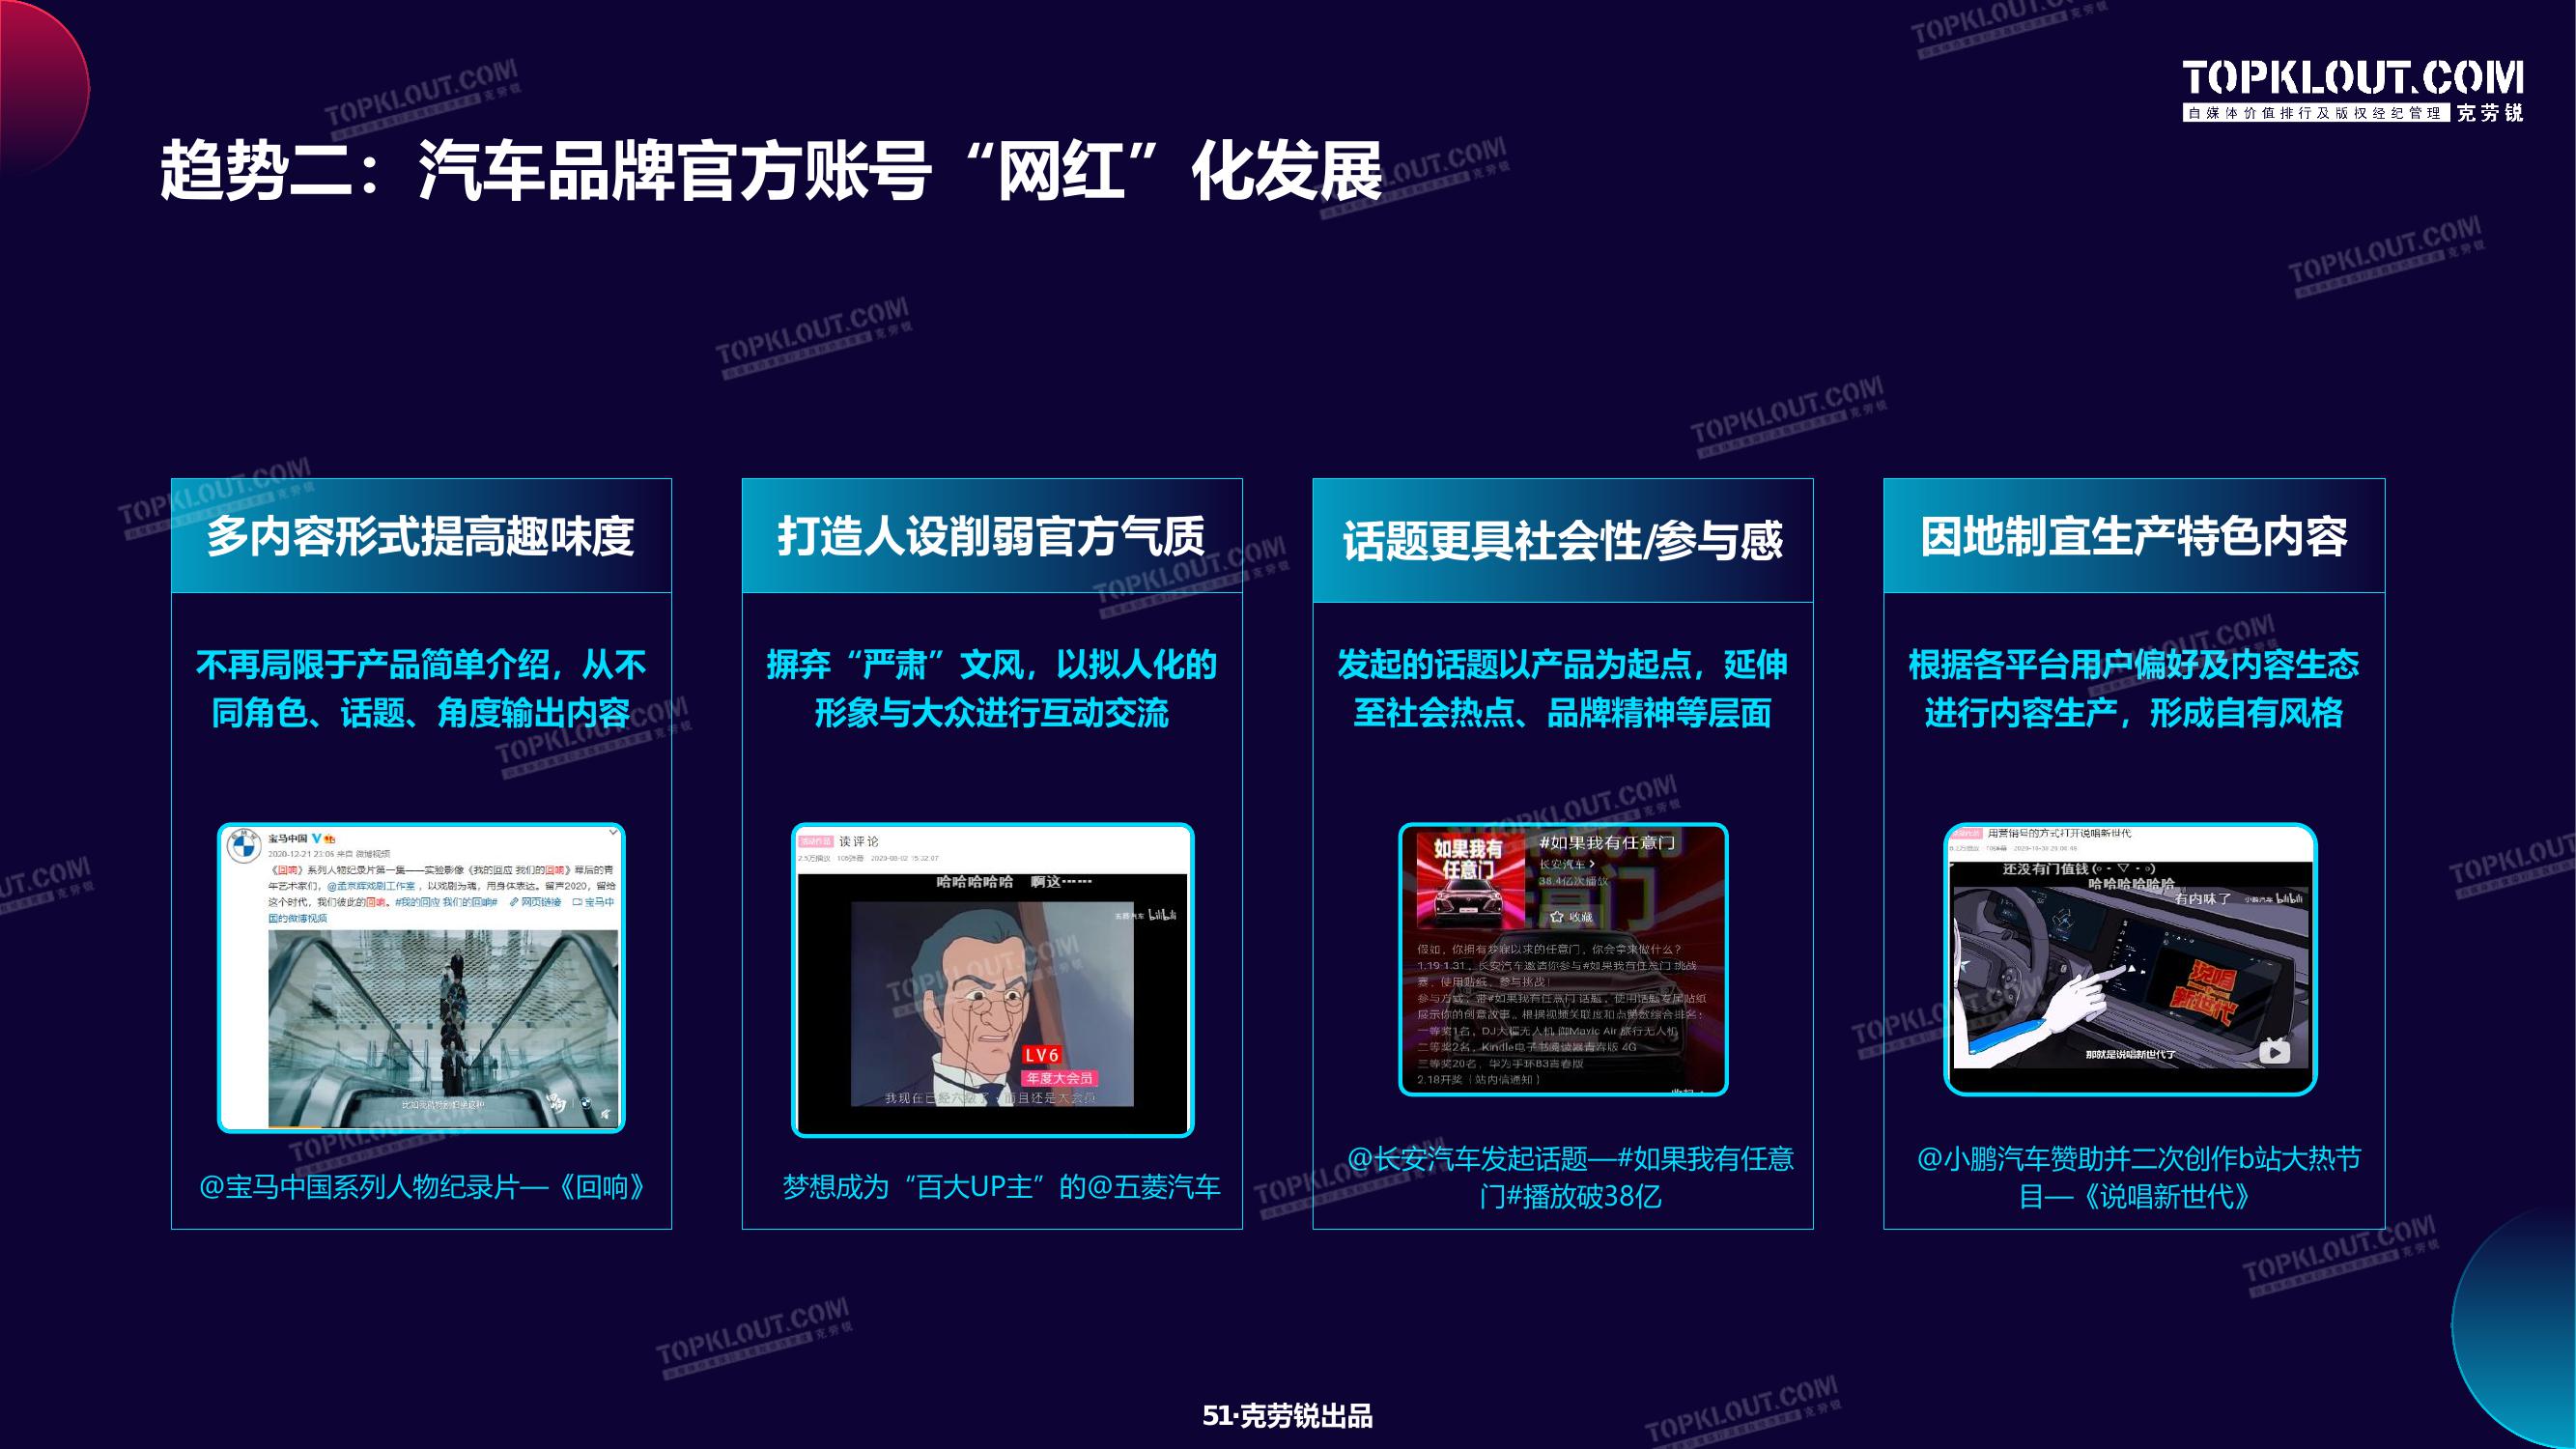 TOPKLOUT.COM
自媒体价值排行及版权经纪管理 克劳锐
趋势二：汽车品牌官方账号“网红”化发展
多内容形式提高趣味度
不再局限于产品简单介绍，从不
同角色、话题、角度输出内容
宝马中国
2020-12-21 23:06 来自 微博视频
《回响》系列人物纪录片第一集——实验影像《我的回应 我们的回响》幕后的青
年艺术家们，@孟京辉戏剧工作室 ，以戏剧为魂，用身体表达。留声2020，留给
这个时代，我们彼此的回响。#我的回应 我们的回响# 网页链接 宝马中
国的微博视频
@宝马中国系列人物纪录片—《回响》
打造人设削弱官方气质
摒弃“严肃”文风，以拟人化的
形象与大众进行互动交流
读评论
哈哈哈哈哈 啊这……
bilibili
LV6
年度大会员
我现在已经六级了，而且还是大会员
梦想成为“百大UP主”的@五菱汽车
话题更具社会性/参与感
发起的话题以产品为起点，延伸
至社会热点、品牌精神等层面
如果我有
任意门
#如果我有任意门
长安汽车
38.4亿次播放
收藏
假如，你拥有梦寐以求的任意门，你会拿来做什么？
1.19-1.31，长安汽车邀请你参与#如果我有任意门 挑战
赛，使用贴纸，参与挑战！
参与方式：带#如果我有任意门 话题，使用话题专属贴纸
展示你的创意故事。根据视频关联度和点赞数综合排名：
一等奖1名，DJ大疆无人机 御Mavic Air 旅行无人机
二等奖2名，Kindle电子书阅读器青春版 4G
三等奖20名，华为手环B3青春版
2.18开奖（站内信通知）
@长安汽车发起话题—#如果我有任意
门#播放破38亿
因地制宜生产特色内容
根据各平台用户偏好及内容生态
进行内容生产，形成自有风格
用营销号的方式打开说唱新世代
还没有门值钱(｡･▽･｡)
哈哈哈哈哈哈
有内味了
小鹏汽车 bilibili
说唱
新世代
那就是说唱新世代了
@小鹏汽车赞助并二次创作b站大热节
目—《说唱新世代》
51·克劳锐出品